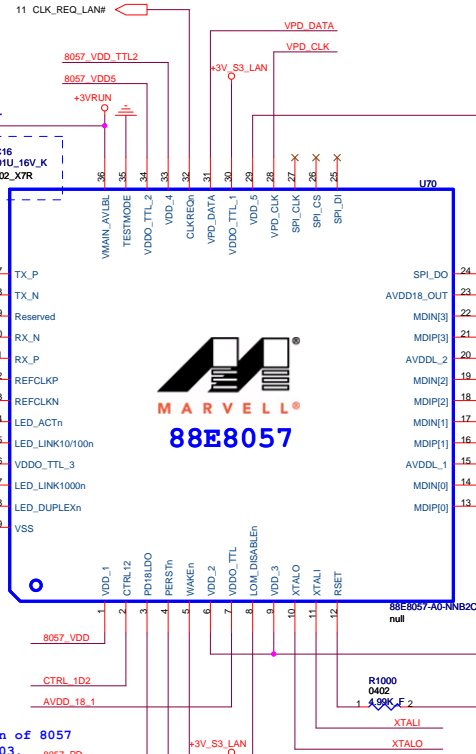 11 CLK_REQ_LAN#
VPD_DATA
VPD_CLK
8057_VDD_TTL2
+3V_S3_LAN
8057_VDD5
+3VRUN
01U_16V_K
02_X7R
U70
36 35 34 33 32 31 30 29 28 27 26 25
VMAIN_AVLBL
TESTMODE
VDDO_TTL_2
VDD_4
CLKREQn
VPD_DATA
VDDO_TTL_1
VDD_5
VPD_CLK
SPI_CLK
SPI_CS
SPI_DI
TX_P
TX_N
Reserved
RX_N
RX_P
REFCLKP
REFCLKN
LED_ACTn
LED_LINK10/100n
VDDO_TTL_3
LED_LINK1000n
LED_DUPLEXn
VSS
SPI_DO 24
AVDD18_OUT 23
MDIN[3] 22
MDIP[3] 21
AVDDL_2 20
MDIN[2] 19
MDIP[2] 18
MDIN[1] 17
MDIP[1] 16
AVDDL_1 15
MDIN[0] 14
MDIP[0] 13
®
MARVELL®
88E8057
VDD_1
CTRL12
PD18LDO
PERSTn
WAKEn
VDD_2
VDDO_TTL
LOM_DISABLEn
VDD_3
XTALO
XTALI
RSET
1 2 3 4 5 6 7 8 9 10 11 12
88E8057-A0-NNB2C
null
8057_VDD
CTRL_1D2
AVDD_18_1
R1000
0402
1 4.99K_F 2
XTALI
XTALO
n of 8057
03.
+3V_S3_LAN